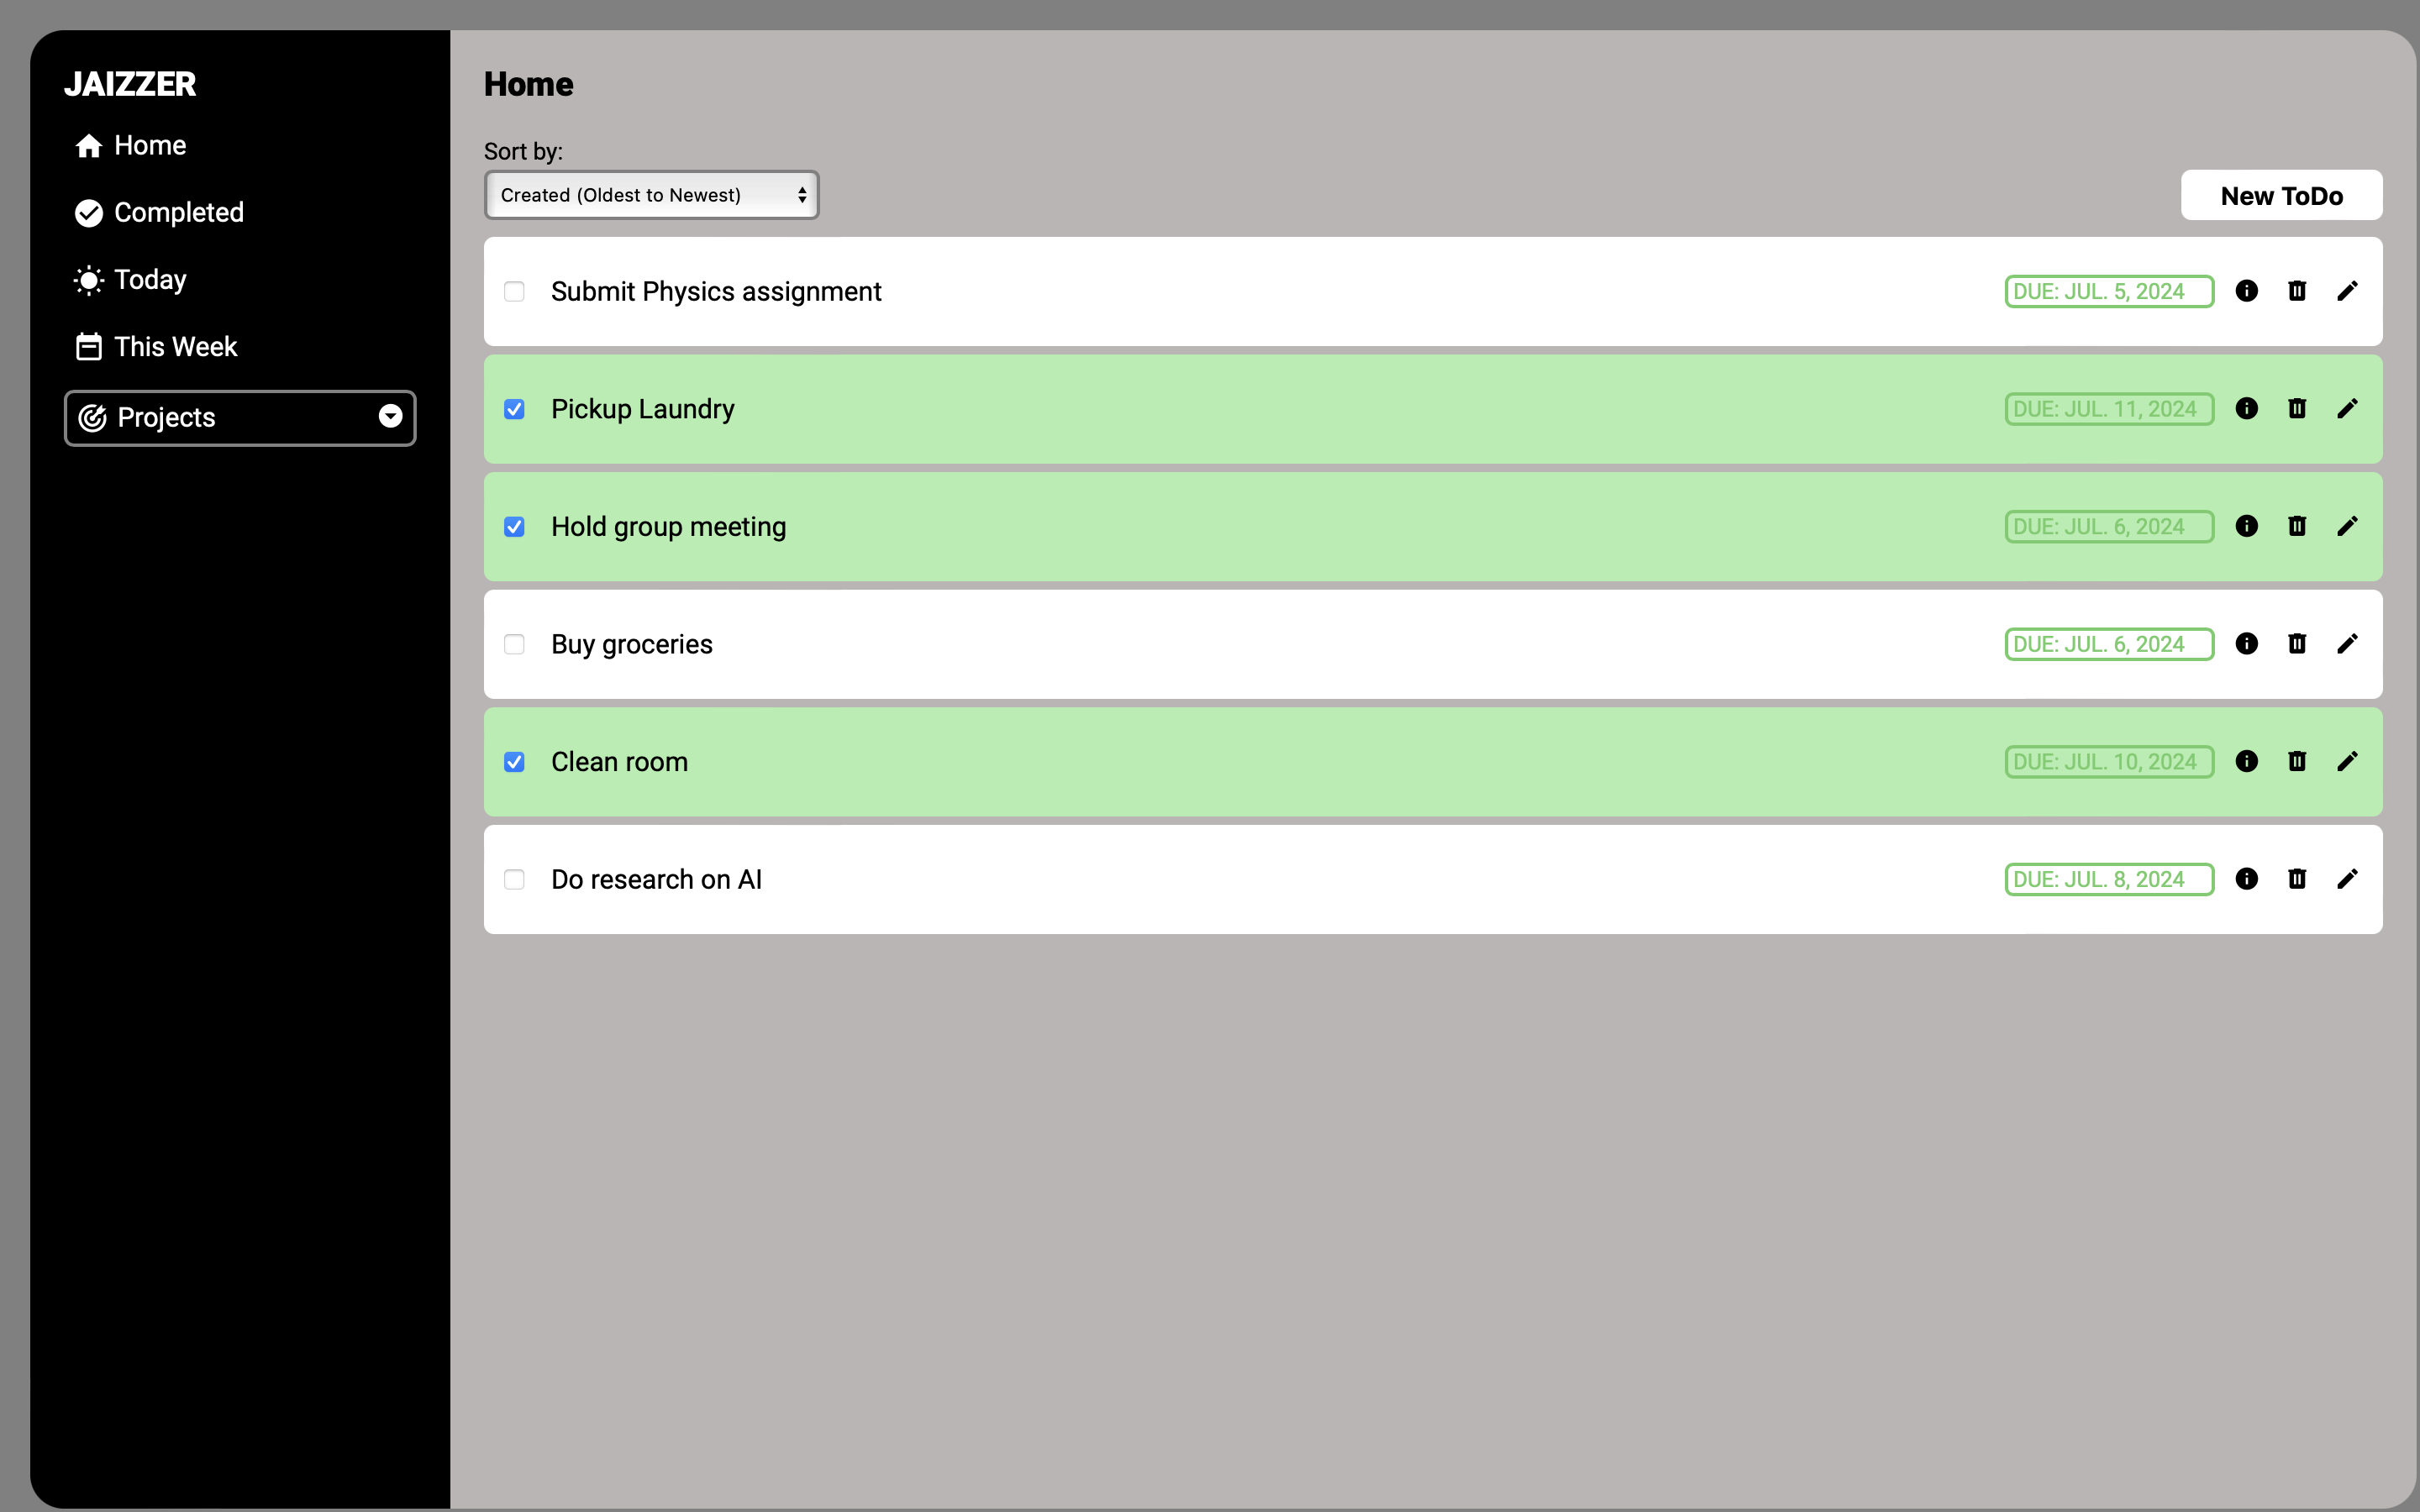 JAIZZER
Home
Completed
Today
This Week
Projects
Home
Sort by:
Created (Oldest to Newest)
New ToDo
Submit Physics assignment DUE: JUL. 5, 2024
Pickup Laundry DUE: JUL. 11, 2024
Hold group meeting DUE: JUL. 6, 2024
Buy groceries DUE: JUL. 6, 2024
Clean room DUE: JUL. 10, 2024
Do research on AI DUE: JUL. 8, 2024